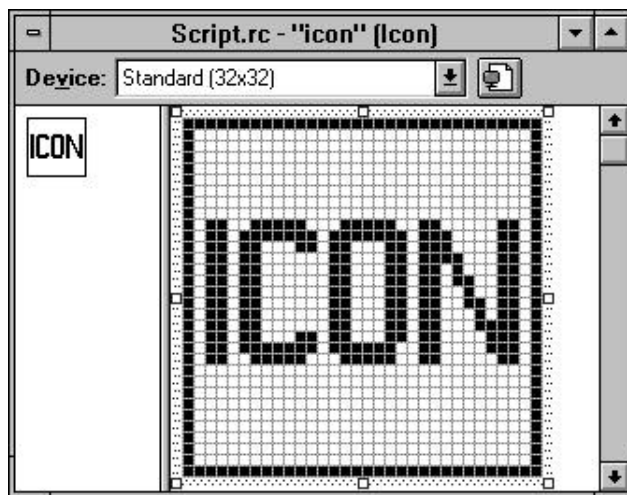 Script.rc - "icon" (Icon)
Device: Standard (32x32)
ICON
ICON